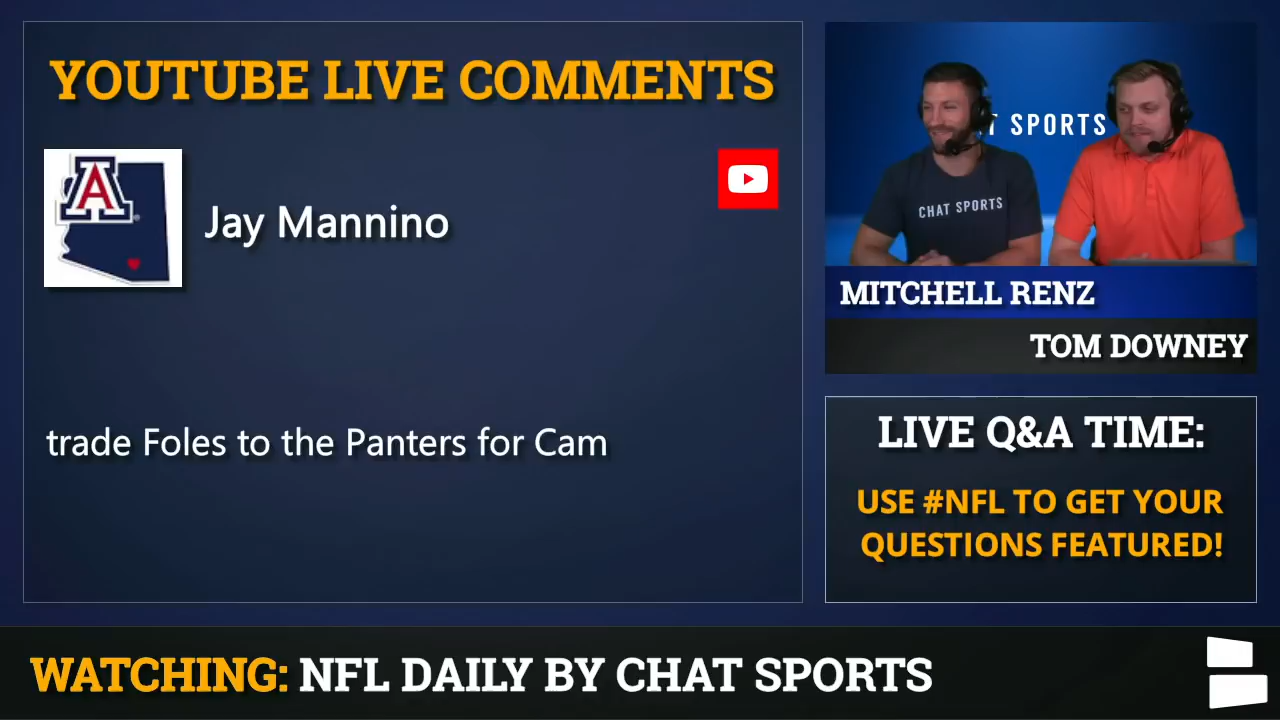 YOUTUBE LIVE COMMENTS
A
Jay Mannino
trade Foles to the Panters for Cam
T SPORTS
CHAT SPORTS
MITCHELL RENZ
TOM DOWNEY
LIVE Q&A TIME:
USE #NFL TO GET YOUR
QUESTIONS FEATURED!
WATCHING: NFL DAILY BY CHAT SPORTS